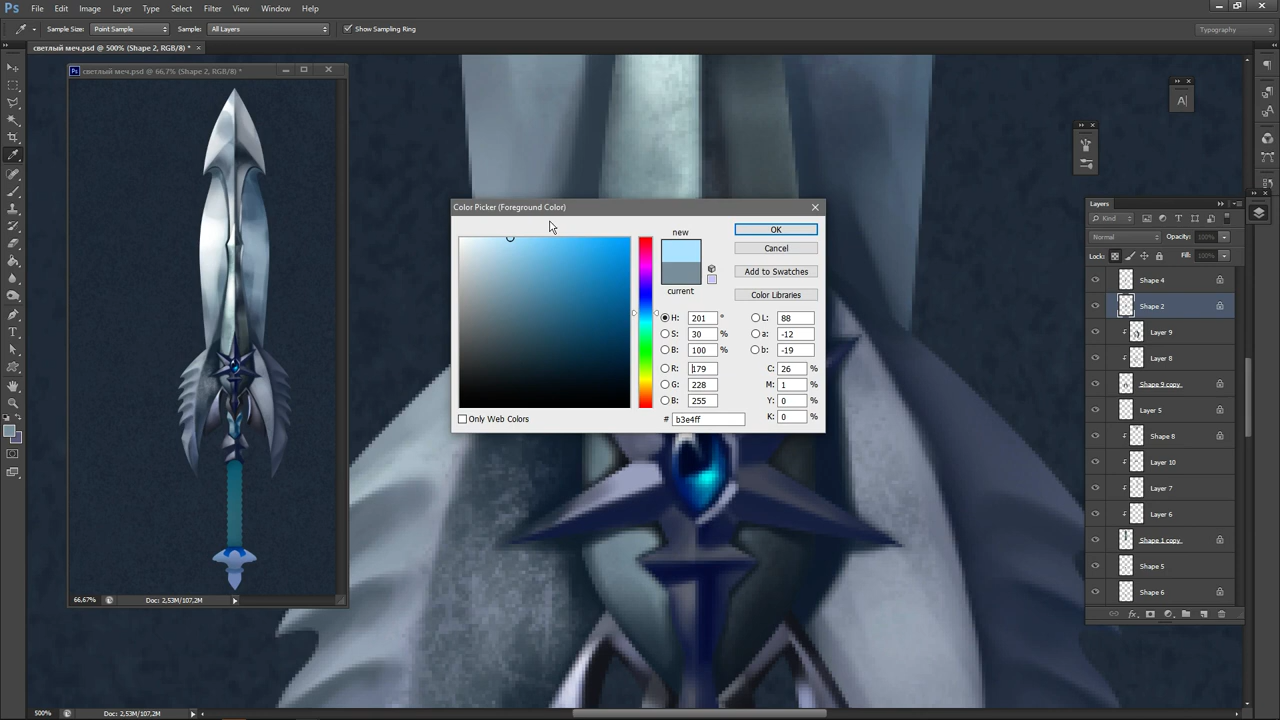 Ps File Edit Image Layer Type Select Filter View Window Help
Sample Size: Point Sample Sample: All Layers Show Sampling Ring Typography
светлый меч.psd @ 500% (Shape 2, RGB/8) * ×
Ps светлый меч.psd @ 66,7% (Shape 2, RGB/8) *
A
Color Picker (Foreground Color)
new
current
OK
Cancel
Add to Swatches
Color Libraries
H: 201 °
S: 30 %
B: 100 %
R: 179
G: 228
B: 255
L: 88
a: -12
b: -19
C: 26 %
M: 1 %
Y: 0 %
K: 0 %
Only Web Colors
# b3e4ff
Layers
Kind
Normal Opacity: 100%
Lock: Fill: 100%
Shape 4
Shape 2
Layer 9
Layer 8
Shape 9 copy
Layer 5
Shape 8
Layer 10
Layer 7
Layer 6
Shape 1 copy
Shape 5
Shape 6
fx
T
66.67% Doc: 2,53M/107,2M
500% Doc: 2,53M/107,2M